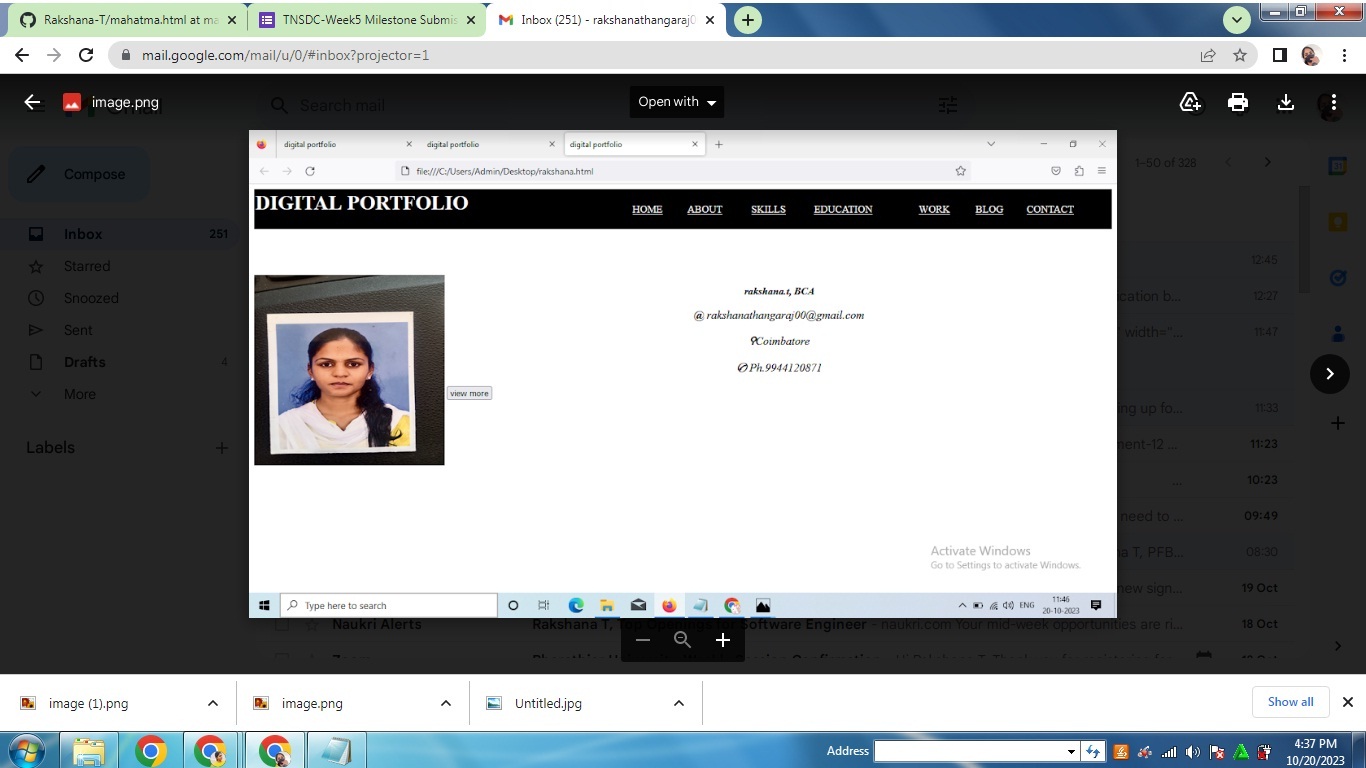 Rakshana-T/mahatma.html at ma
TNSDC-Week5 Milestone Submis
Inbox (251) - rakshanathangaraj0
mail.google.com/mail/u/0/#inbox?projector=1
image.png
Search mail
Open with
Compose
1-50 of 328
Inbox 251
Starred
Snoozed
Sent
Drafts 4
More
Labels
digital portfolio
digital portfolio
digital portfolio
file:///C:/Users/Admin/Desktop/rakshana.html
DIGITAL PORTFOLIO
HOME ABOUT SKILLS EDUCATION WORK BLOG CONTACT
rakshana.t, BCA
@ rakshanathangaraj00@gmail.com
Coimbatore
✆ Ph.9944120871
view more
Activate Windows
Go to Settings to activate Windows.
Type here to search
ENG
11:46
20-10-2023
12:45
12:27
width="... 11:47
ing up fo... 11:33
11:23
... 10:23
need to ... 09:49
a T, PFB... 08:30
new sign... 19 Oct
Naukri Alerts Rakshana T, Top Openings for Software Engineer - naukri.com Your mid-week opportunities are ri... 18 Oct
image (1).png
image.png
Untitled.jpg
Show all
Address
4:37 PM
10/20/2023